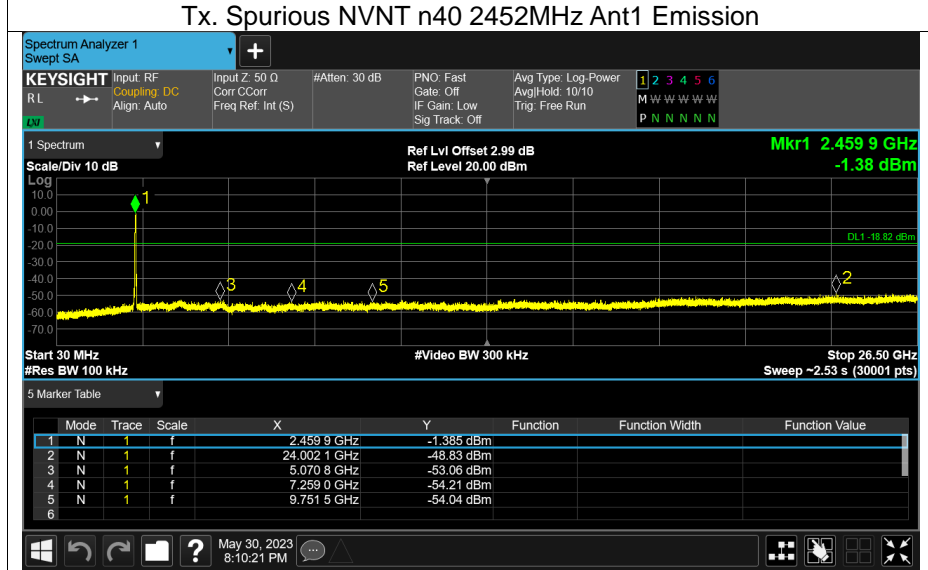 Tx. Spurious NVNT n40 2452MHz Ant1 Emission
Spectrum Analyzer 1
Swept SA
+
KEYSIGHT Input: RF Input Z: 50 Ω #Atten: 30 dB PNO: Fast Avg Type: Log-Power 1 2 3 4 5 6
RL Coupling: DC Corr CCorr Gate: Off Avg|Hold: 10/10 M W W W W W
Align: Auto Freq Ref: Int (S) IF Gain: Low Trig: Free Run
LXI Sig Track: Off P N N N N N
1 Spectrum Ref Lvl Offset 2.99 dB Mkr1 2.459 9 GHz
Scale/Div 10 dB Ref Level 20.00 dBm -1.38 dBm
Log
10.0 1
0.00
-10.0
DL1 -18.82 dBm
-20.0
-30.0
-40.0 2
3 4 5
-50.0
-60.0
-70.0
Start 30 MHz #Video BW 300 kHz Stop 26.50 GHz
#Res BW 100 kHz Sweep ~2.53 s (30001 pts)
5 Marker Table
Mode Trace Scale X Y Function Function Width Function Value
1 N 1 f 2.459 9 GHz -1.385 dBm
2 N 1 f 24.002 1 GHz -48.83 dBm
3 N 1 f 5.070 8 GHz -53.06 dBm
4 N 1 f 7.259 0 GHz -54.21 dBm
5 N 1 f 9.751 5 GHz -54.04 dBm
6
? May 30, 2023
8:10:21 PM